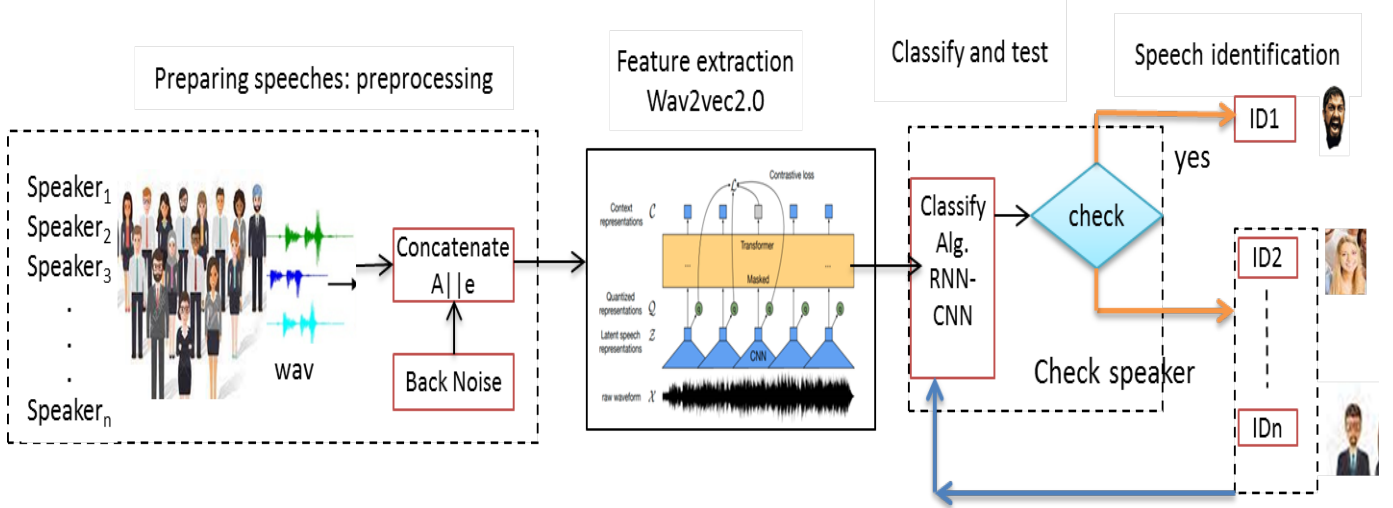 Preparing speeches: preprocessing
Feature extraction
Wav2vec2.0
Classify and test
Speech identification
Speaker1
Speaker2
Speaker3
.
.
.
Speakern
wav
Concatenate
A||e
Back Noise
Contrastive loss
L
Context
representations
C
Transformer
...
...
Masked
Quantized
representations
Q
q
q
q
q
q
Latent speech
representations
Z
CNN
raw waveform
X
Classify
Alg.
RNN-
CNN
check
yes
Check speaker
ID1
ID2
IDn